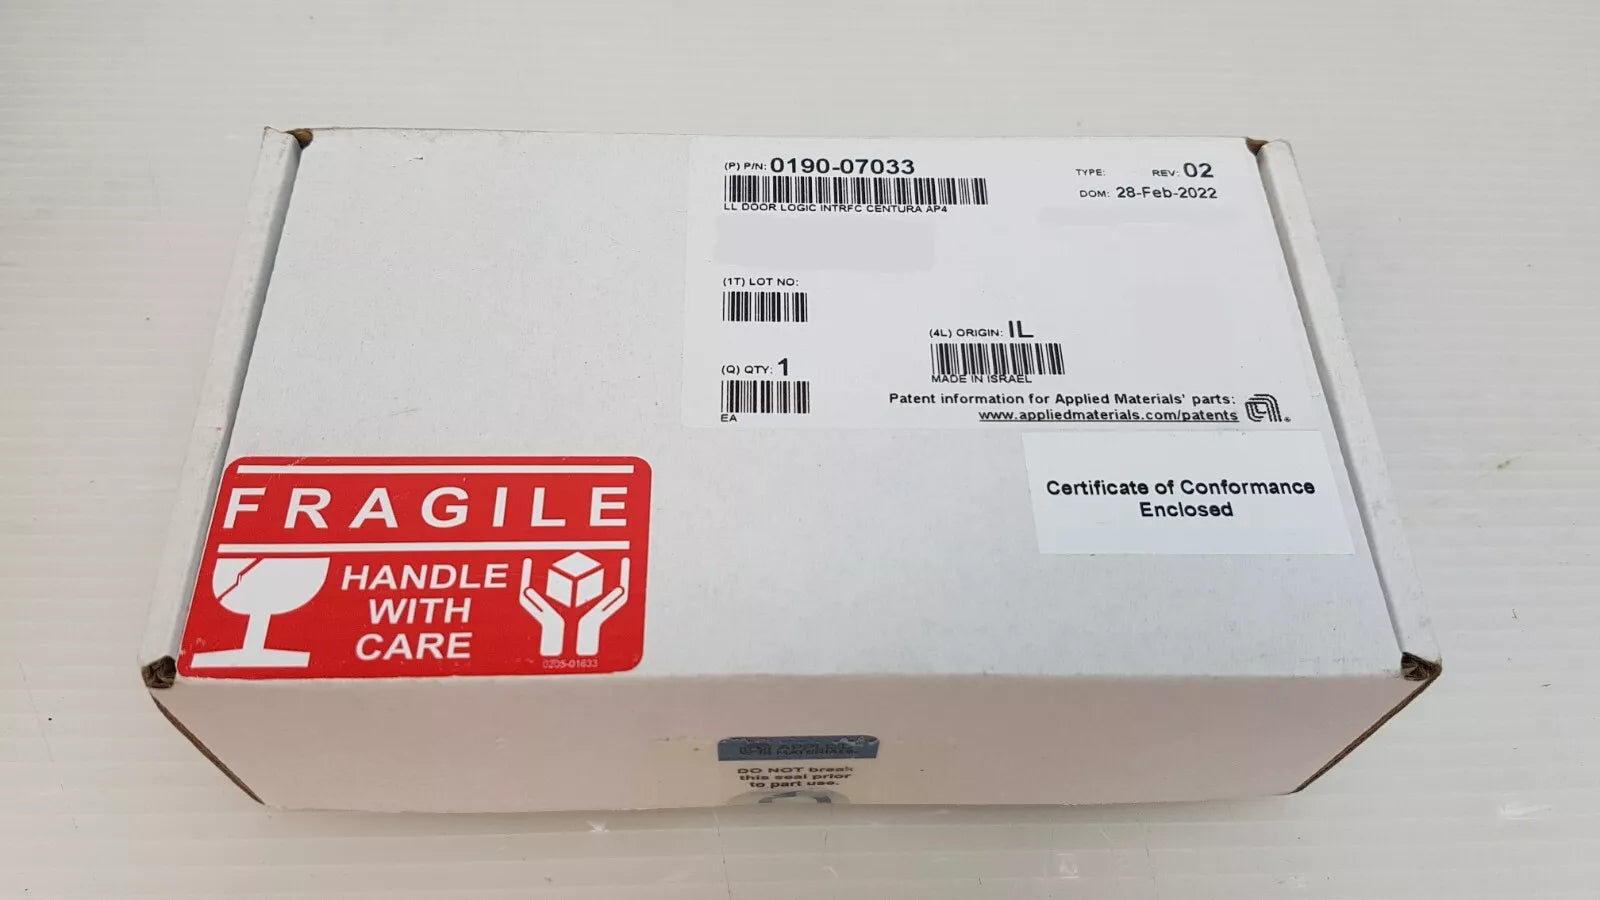 (P) P/N: 0190-07033
LL DOOR LOGIC INTRFC CENTURA AP4
TYPE: REV: 02
DOM: 28-Feb-2022
(1T) LOT NO:
(4L) ORIGIN: IL
MADE IN ISRAEL
(Q) QTY: 1
EA
Patent information for Applied Materials' parts:
www.appliedmaterials.com/patents
Certificate of Conformance
Enclosed
FRAGILE
HANDLE
WITH
CARE
0205-01633
APPLIED
MATERIALS
DO NOT break
this seal prior
to part use.